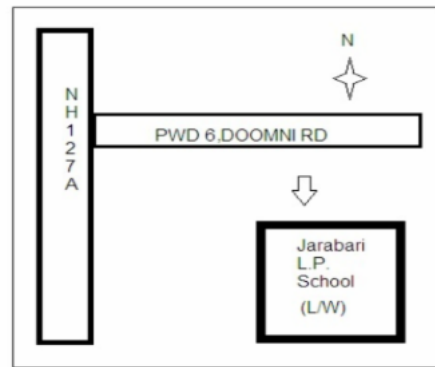 N
NH127A
PWD 6,DOOMNI RD
Jarabari
L.P.
School
(L/W)